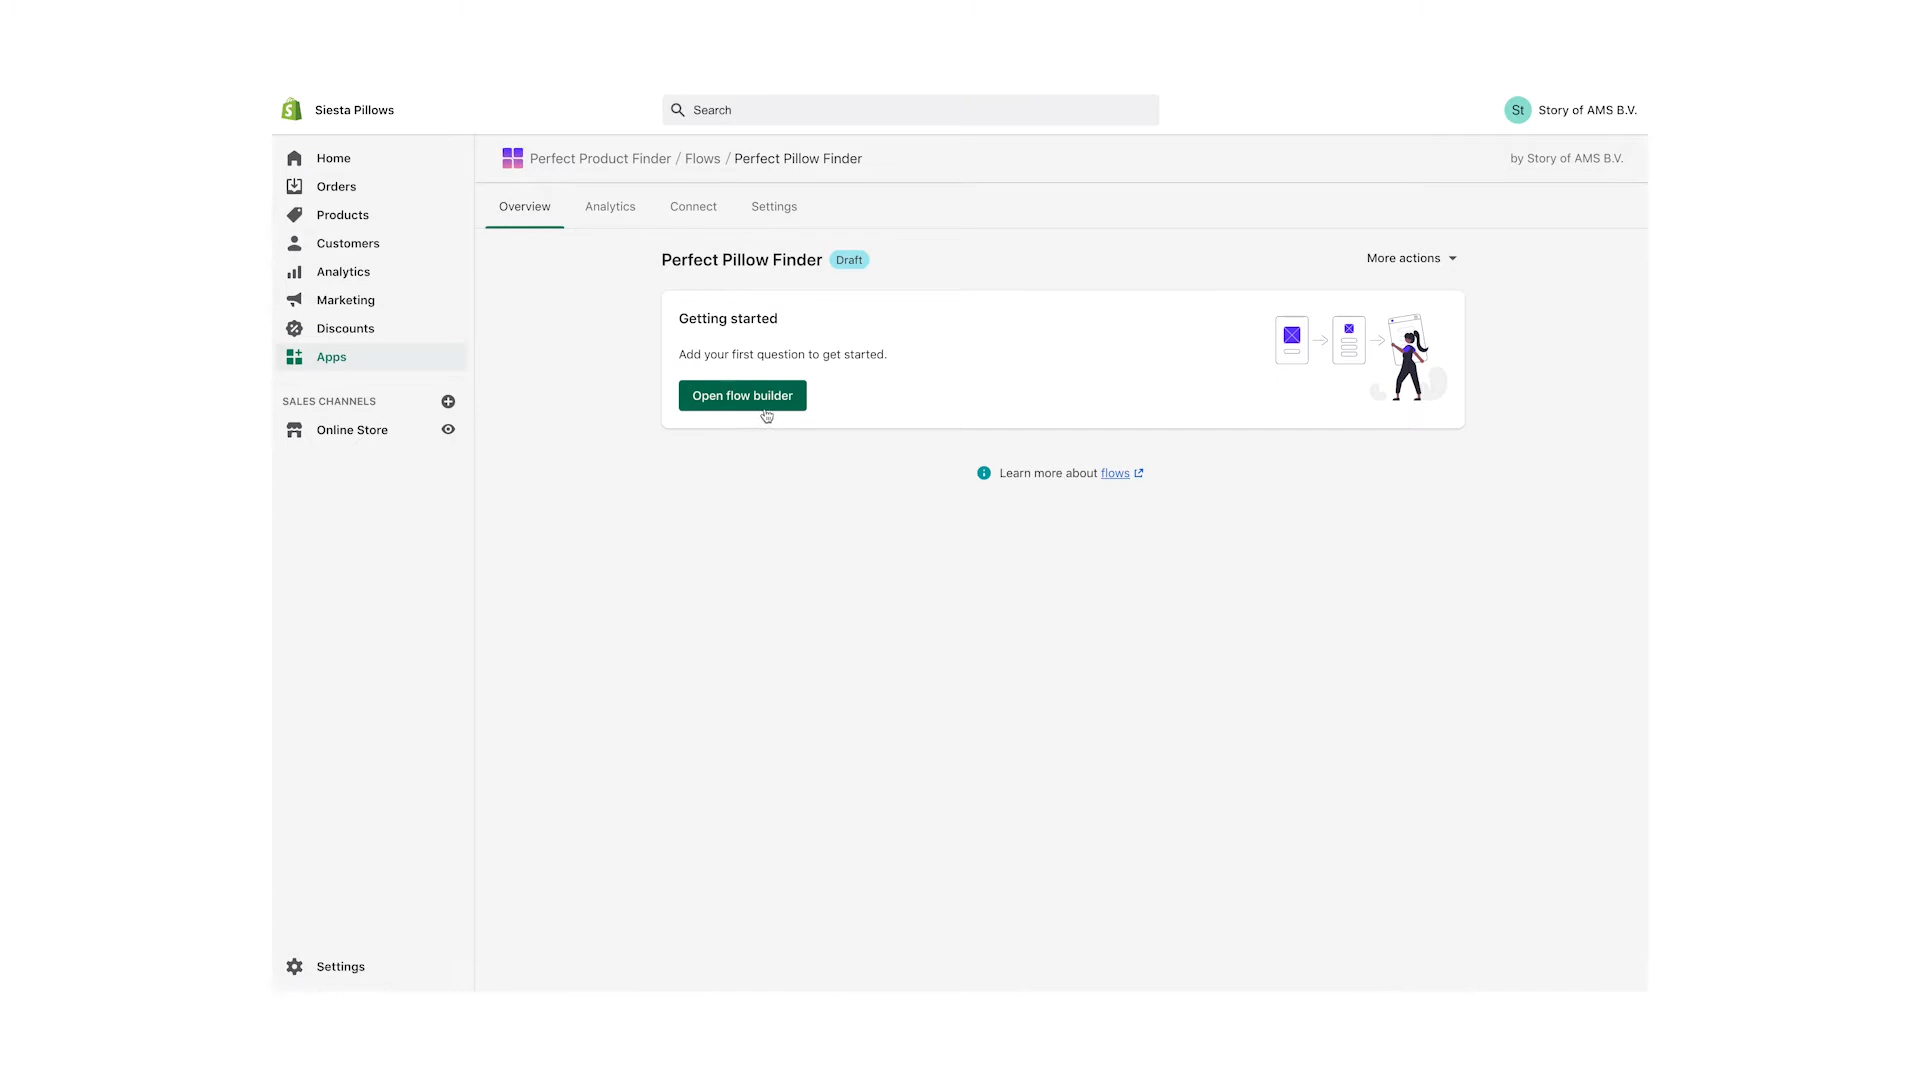 Siesta Pillows
Search
St
Story of AMS B.V.
Home
Orders
Products
Customers
Analytics
Marketing
Discounts
Apps
SALES CHANNELS
Online Store
Settings
Perfect Product Finder / Flows / Perfect Pillow Finder
by Story of AMS B.V.
Overview
Analytics
Connect
Settings
Perfect Pillow Finder
Draft
More actions
Getting started
Add your first question to get started.
Open flow builder
Learn more about flows